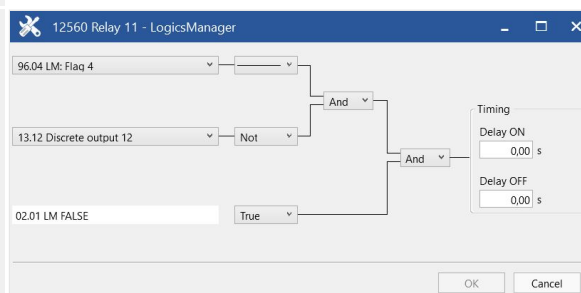 12560 Relay 11 - LogicsManager
96.04 LM: Flag 4
And
Timing
Delay ON
0,00 s
13.12 Discrete output 12 Not
And
Delay OFF
0,00 s
02.01 LM FALSE True
OK Cancel